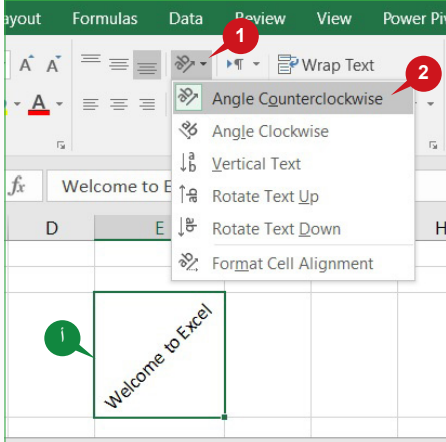 ayout Formulas Data Review View Power Pi
1
Wrap Text
2
Angle Counterclockwise
Angle Clockwise
Vertical Text
Rotate Text Up
Rotate Text Down
Format Cell Alignment
fx Welcome to E
D E H
أ
Welcome to Excel